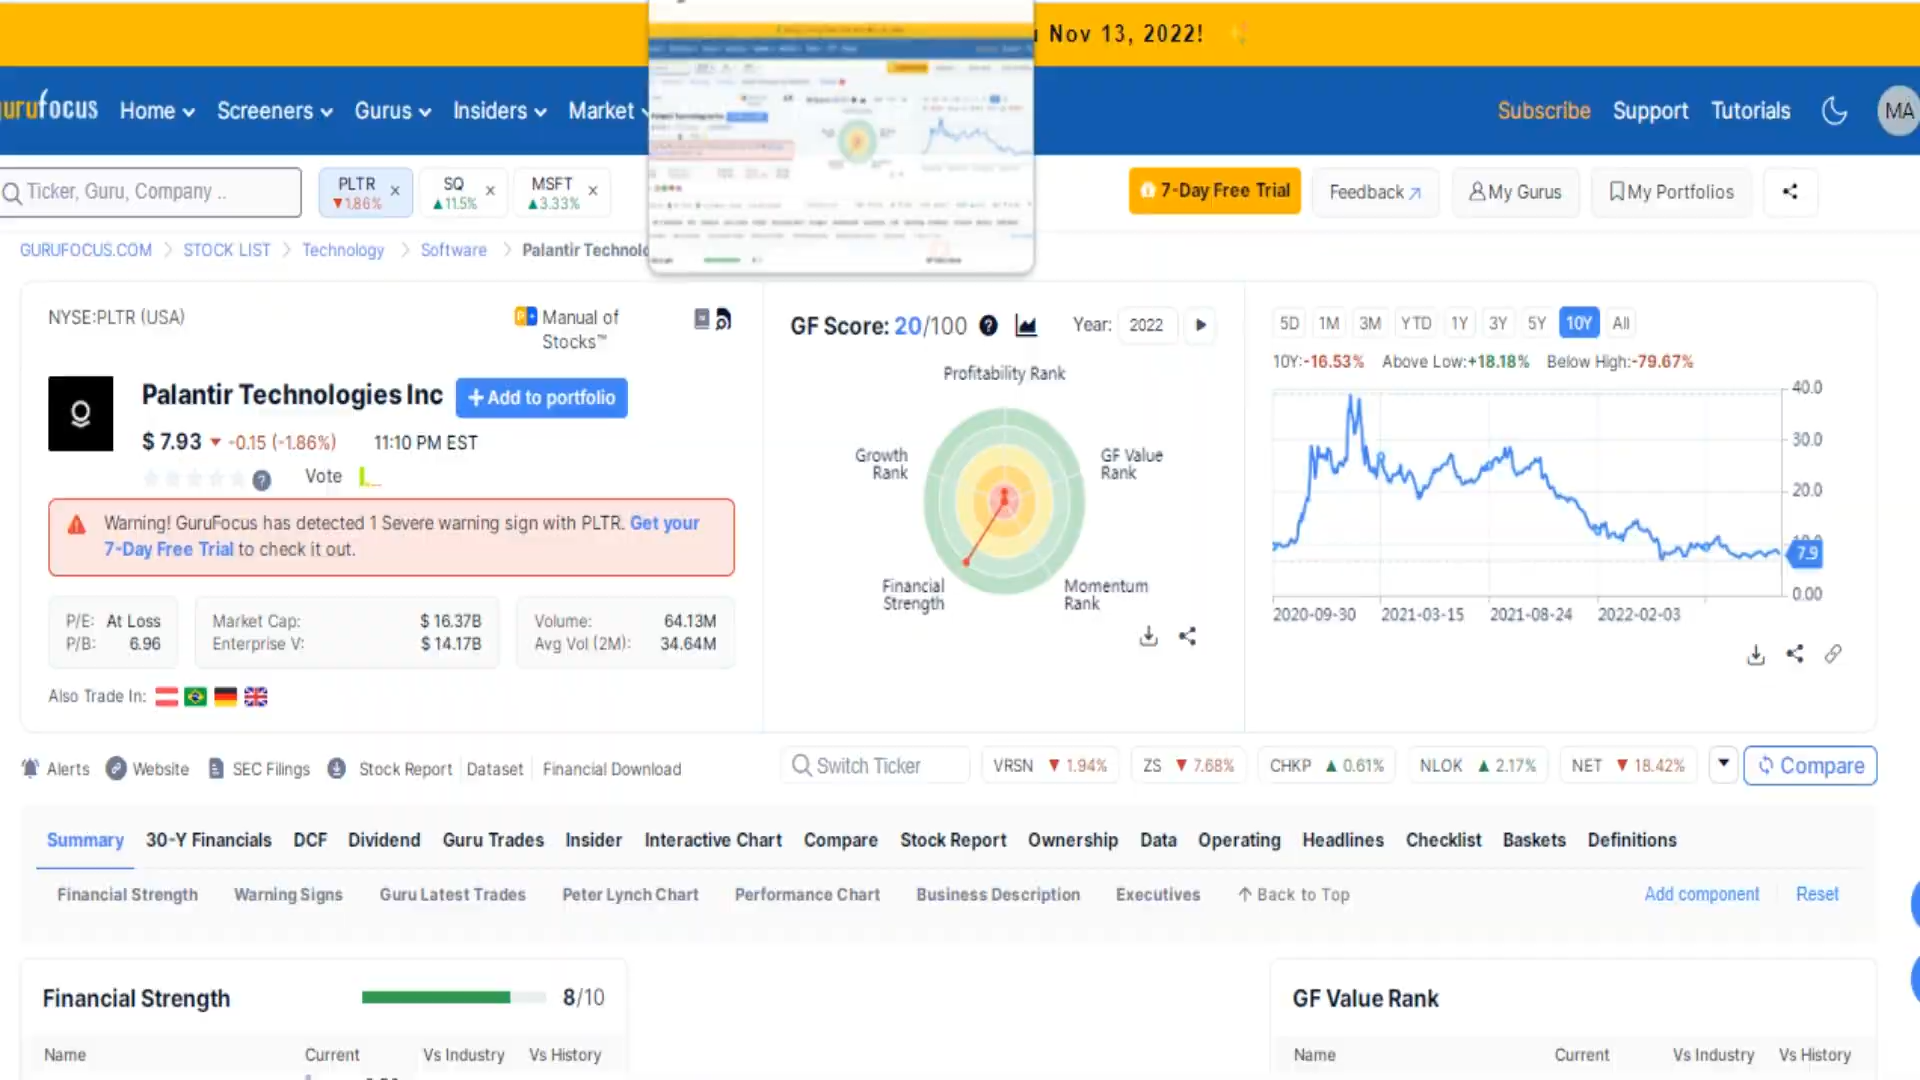 Nov 13, 2022!
gurufocus
Home
Screeners
Gurus
Insiders
Market
Subscribe
Support
Tutorials
MA
Ticker, Guru, Company ..
PLTR ×
▼1.86%
SQ ×
▲11.5%
MSFT ×
▲3.33%
7-Day Free Trial
Feedback
My Gurus
My Portfolios
GURUFOCUS.COM > STOCK LIST > Technology > Software > Palantir Technolo
NYSE:PLTR (USA)
Manual of
Stocks™
Palantir Technologies Inc
+ Add to portfolio
$ 7.93 ▼ -0.15 (-1.86%) 11:10 PM EST
Vote
Warning! GuruFocus has detected 1 Severe warning sign with PLTR. Get your
7-Day Free Trial to check it out.
P/E: At Loss
P/B: 6.96
Market Cap: $ 16.37B
Enterprise V: $ 14.17B
Volume: 64.13M
Avg Vol (2M): 34.64M
Also Trade In:
GF Score: 20/100
Year: 2022
Profitability Rank
Growth
Rank
GF Value
Rank
Financial
Strength
Momentum
Rank
5D 1M 3M YTD 1Y 3Y 5Y 10Y All
10Y:-16.53% Above Low:+18.18% Below High:-79.67%
40.0
30.0
20.0
10.0
7.9
0.00
2020-09-30 2021-03-15 2021-08-24 2022-02-03
Alerts
Website
SEC Filings
Stock Report
Dataset
Financial Download
Switch Ticker
VRSN ▼ 1.94%
ZS ▼ 7.68%
CHKP ▲ 0.61%
NLOK ▲ 2.17%
NET ▼ 18.42%
Compare
Summary 30-Y Financials DCF Dividend Guru Trades Insider Interactive Chart Compare Stock Report Ownership Data Operating Headlines Checklist Baskets Definitions
Financial Strength Warning Signs Guru Latest Trades Peter Lynch Chart Performance Chart Business Description Executives ↑ Back to Top Add component Reset
Financial Strength 8/10
Name Current Vs Industry Vs History
GF Value Rank
Name Current Vs Industry Vs History